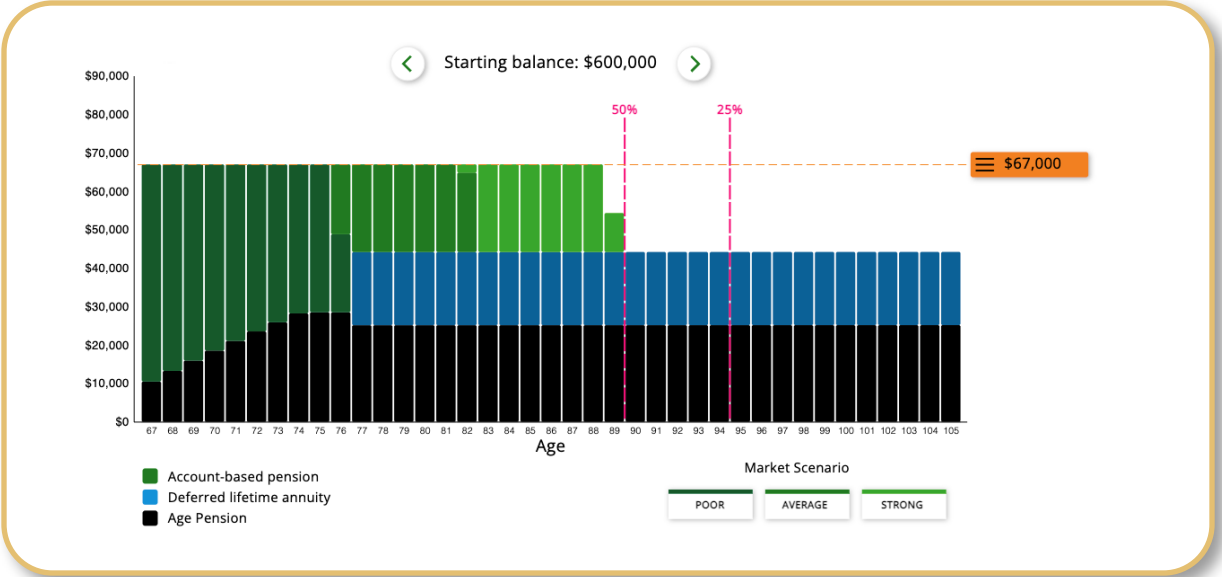 Starting balance: $600,000
$90,000
$80,000
$70,000
$60,000
$50,000
$40,000
$30,000
$20,000
$10,000
$0
50%
25%
$67,000
67 68 69 70 71 72 73 74 75 76 77 78 79 80 81 82 83 84 85 86 87 88 89 90 91 92 93 94 95 96 97 98 99 100 101 102 103 104 105
Age
Account-based pension
Deferred lifetime annuity
Age Pension
Market Scenario
POOR AVERAGE STRONG